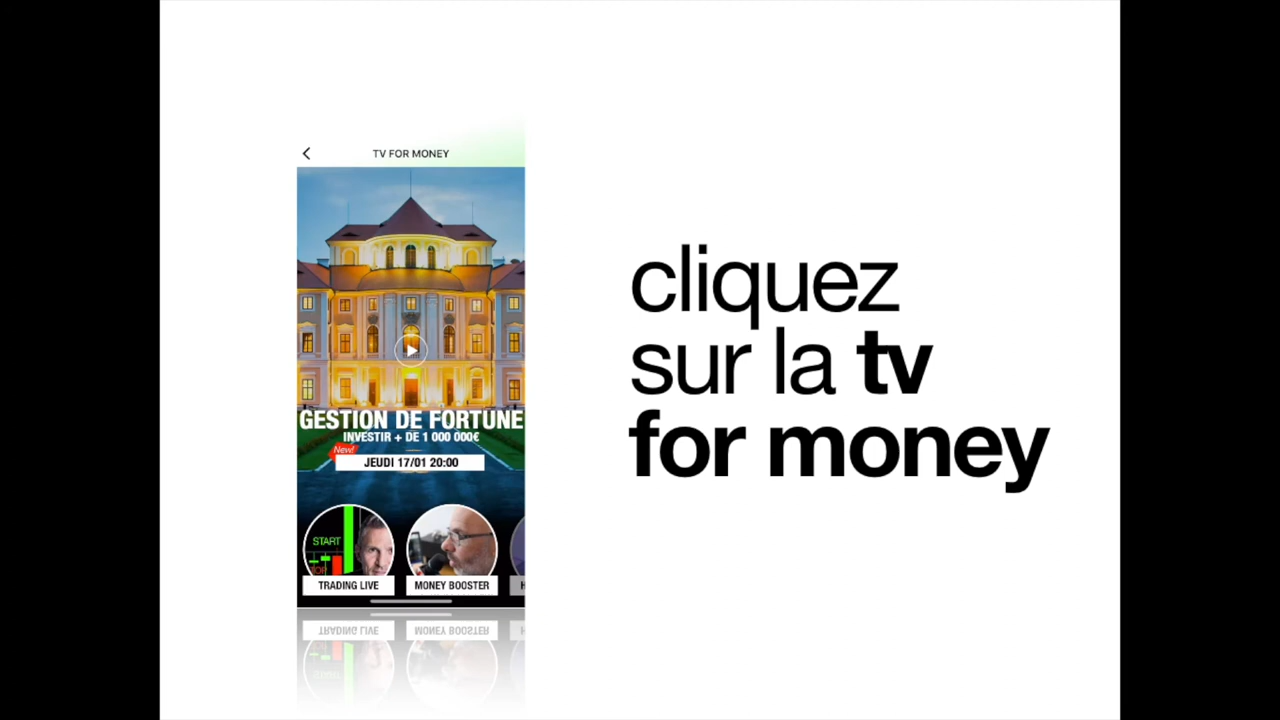 TV FOR MONEY
GESTION DE FORTUNE
INVESTIR + DE 1 000 000€
New!
JEUDI 17/01 20:00
START
TRADING LIVE
MONEY BOOSTER
cliquez
sur la tv
for money